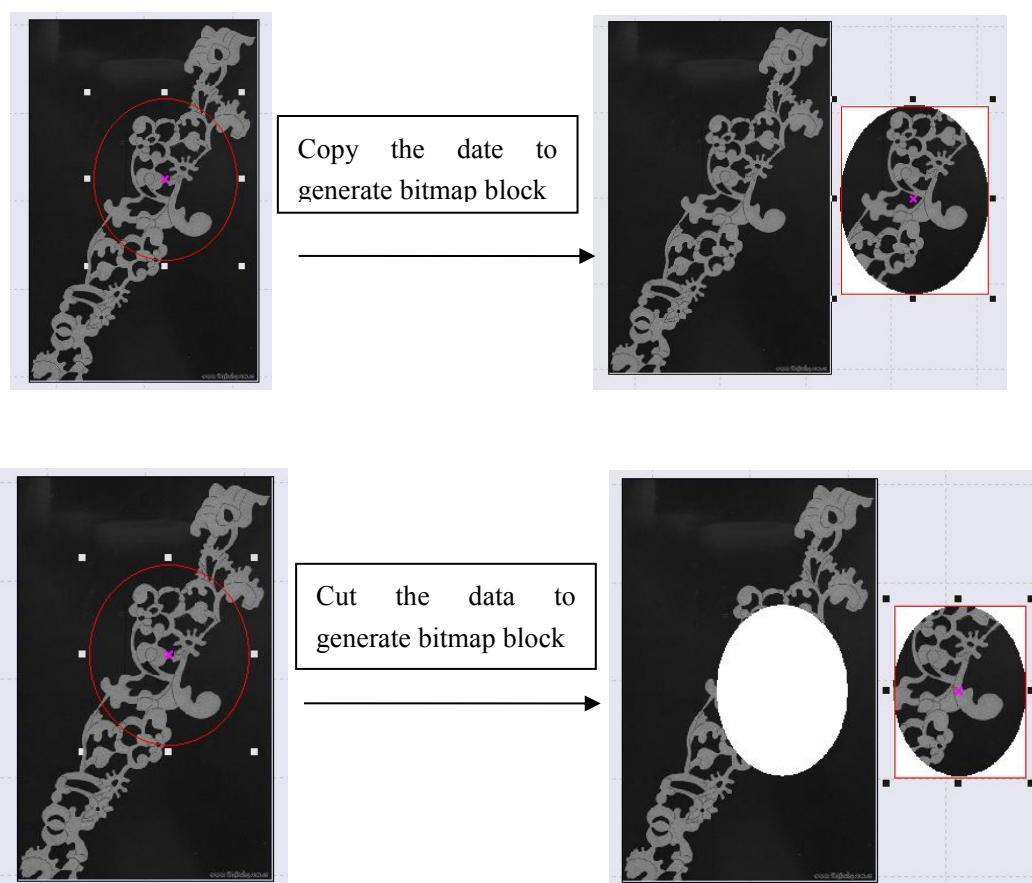 Copy the date to
generate bitmap block
Cut the data to
generate bitmap block